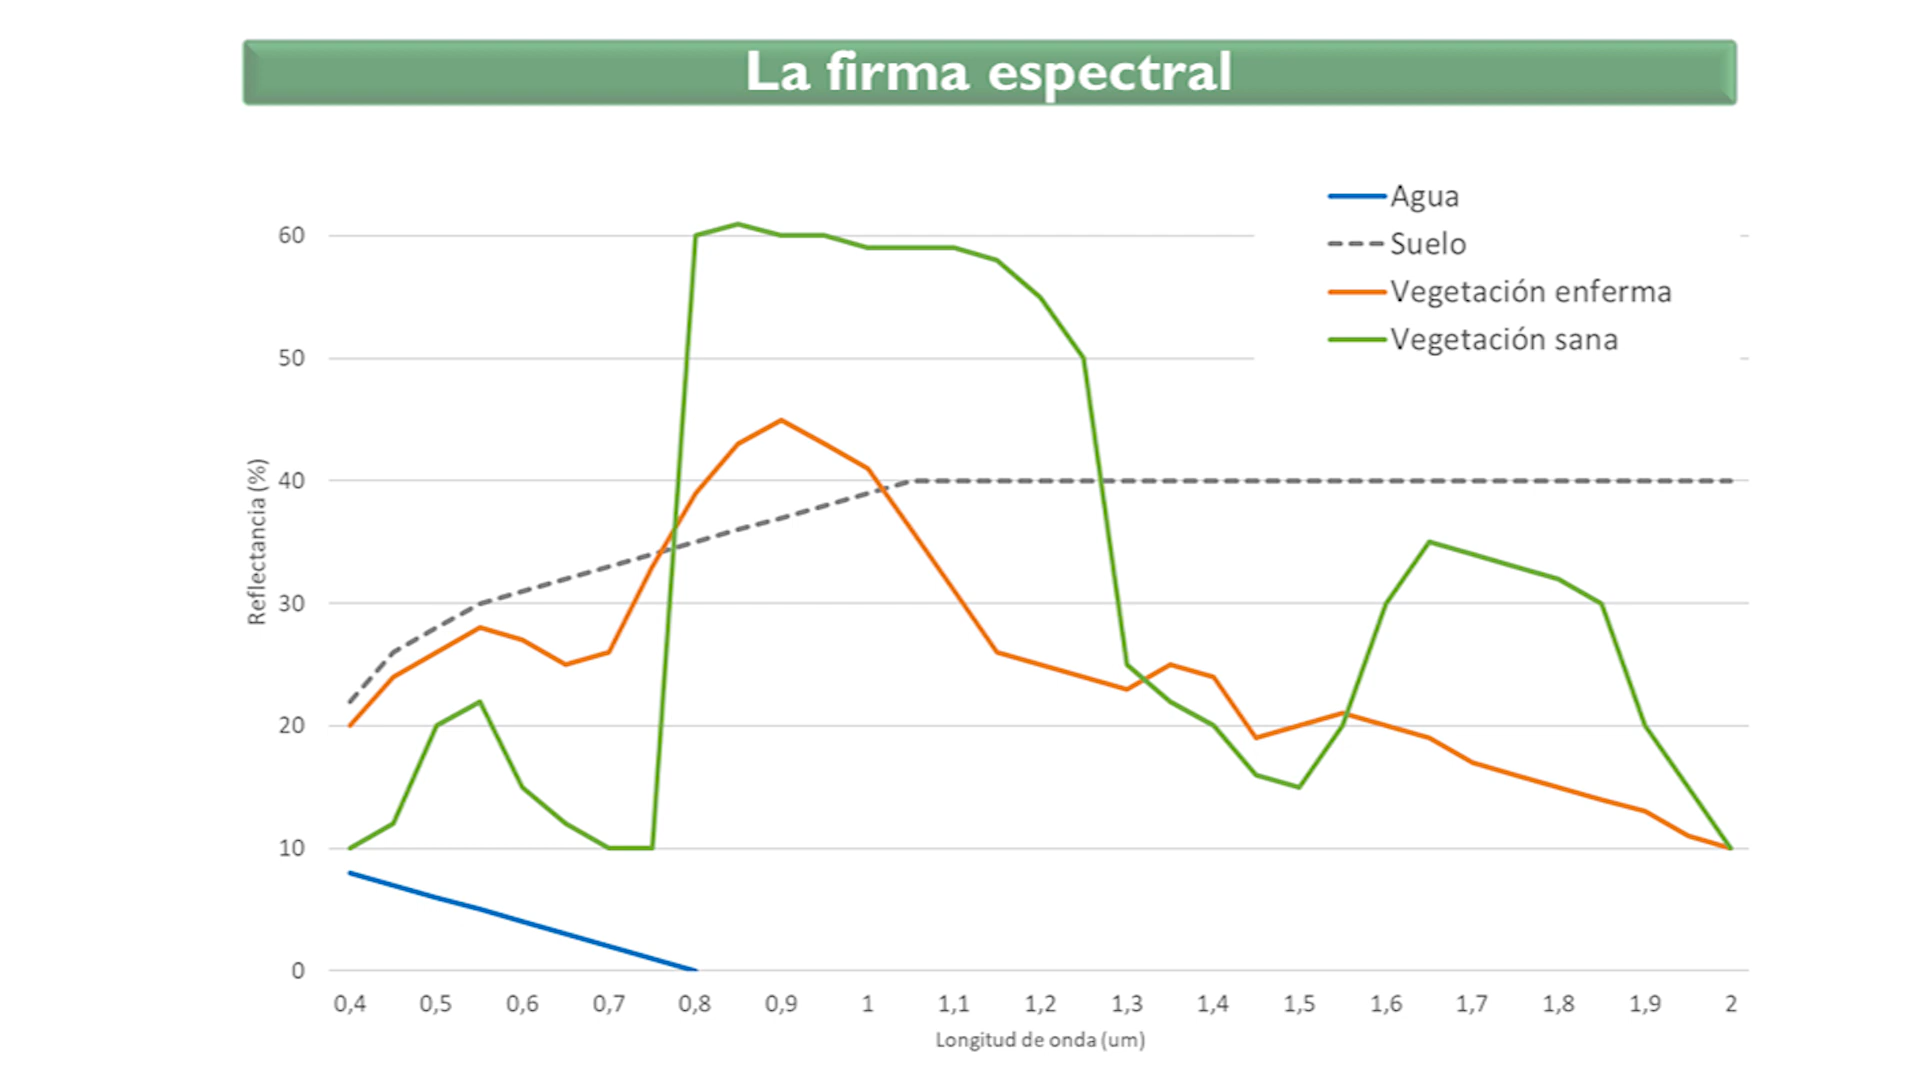 La firma espectral
Agua
Suelo
Vegetación enferma
Vegetación sana
Reflectancia (%)
60
50
40
30
20
10
0
0,4 0,5 0,6 0,7 0,8 0,9 1 1,1 1,2 1,3 1,4 1,5 1,6 1,7 1,8 1,9 2
Longitud de onda (um)